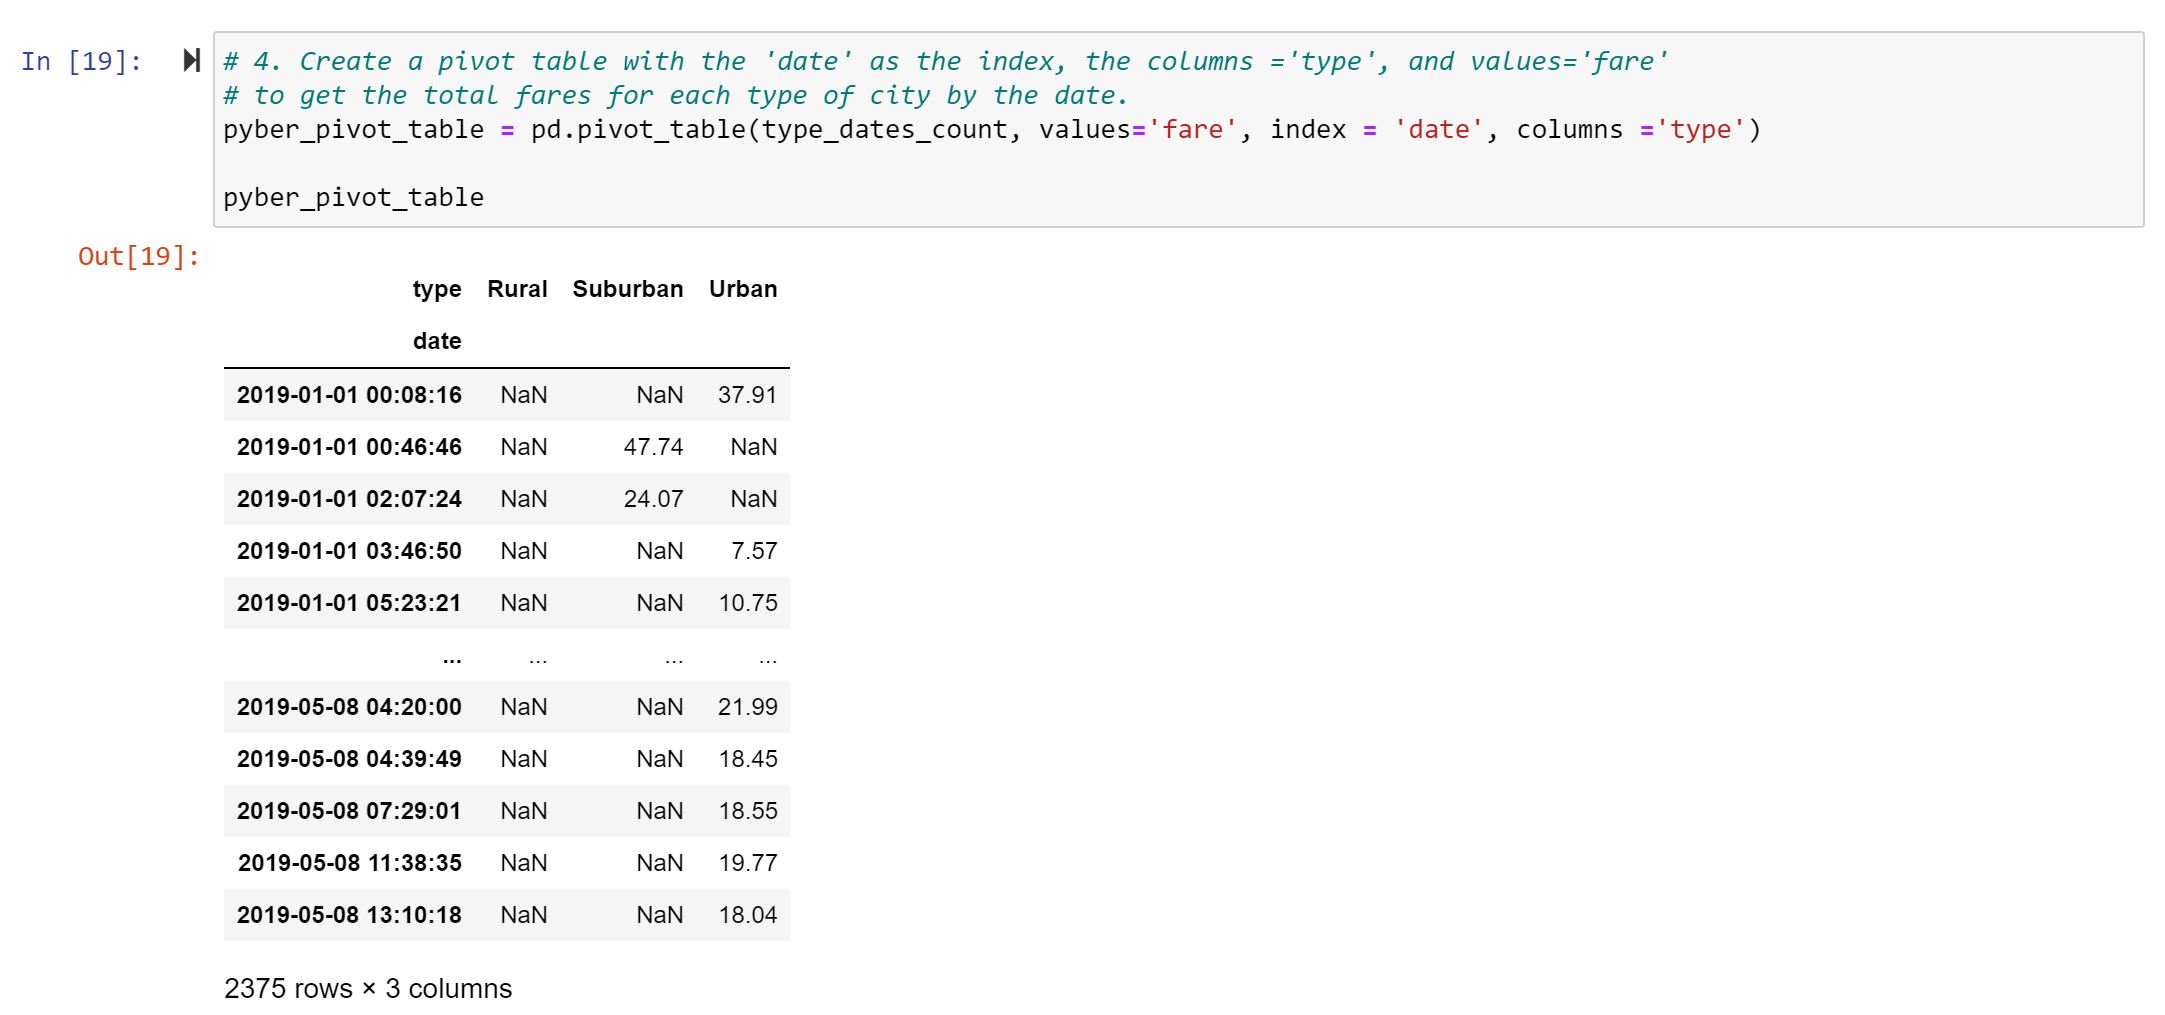 In [19]:
# 4. Create a pivot table with the 'date' as the index, the columns ='type', and values='fare'
# to get the total fares for each type of city by the date.
pyber_pivot_table = pd.pivot_table(type_dates_count, values='fare', index = 'date', columns ='type')
pyber_pivot_table
Out[19]:
type Rural Suburban Urban
date
2019-01-01 00:08:16 NaN NaN 37.91
2019-01-01 00:46:46 NaN 47.74 NaN
2019-01-01 02:07:24 NaN 24.07 NaN
2019-01-01 03:46:50 NaN NaN 7.57
2019-01-01 05:23:21 NaN NaN 10.75
... ... ... ...
2019-05-08 04:20:00 NaN NaN 21.99
2019-05-08 04:39:49 NaN NaN 18.45
2019-05-08 07:29:01 NaN NaN 18.55
2019-05-08 11:38:35 NaN NaN 19.77
2019-05-08 13:10:18 NaN NaN 18.04
2375 rows × 3 columns